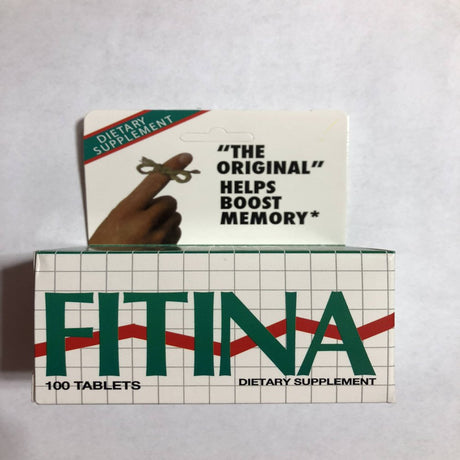 DIETARY
SUPPLEMENT
"THE
ORIGINAL"
HELPS
BOOST
MEMORY*
FITINA
100 TABLETS
DIETARY SUPPLEMENT